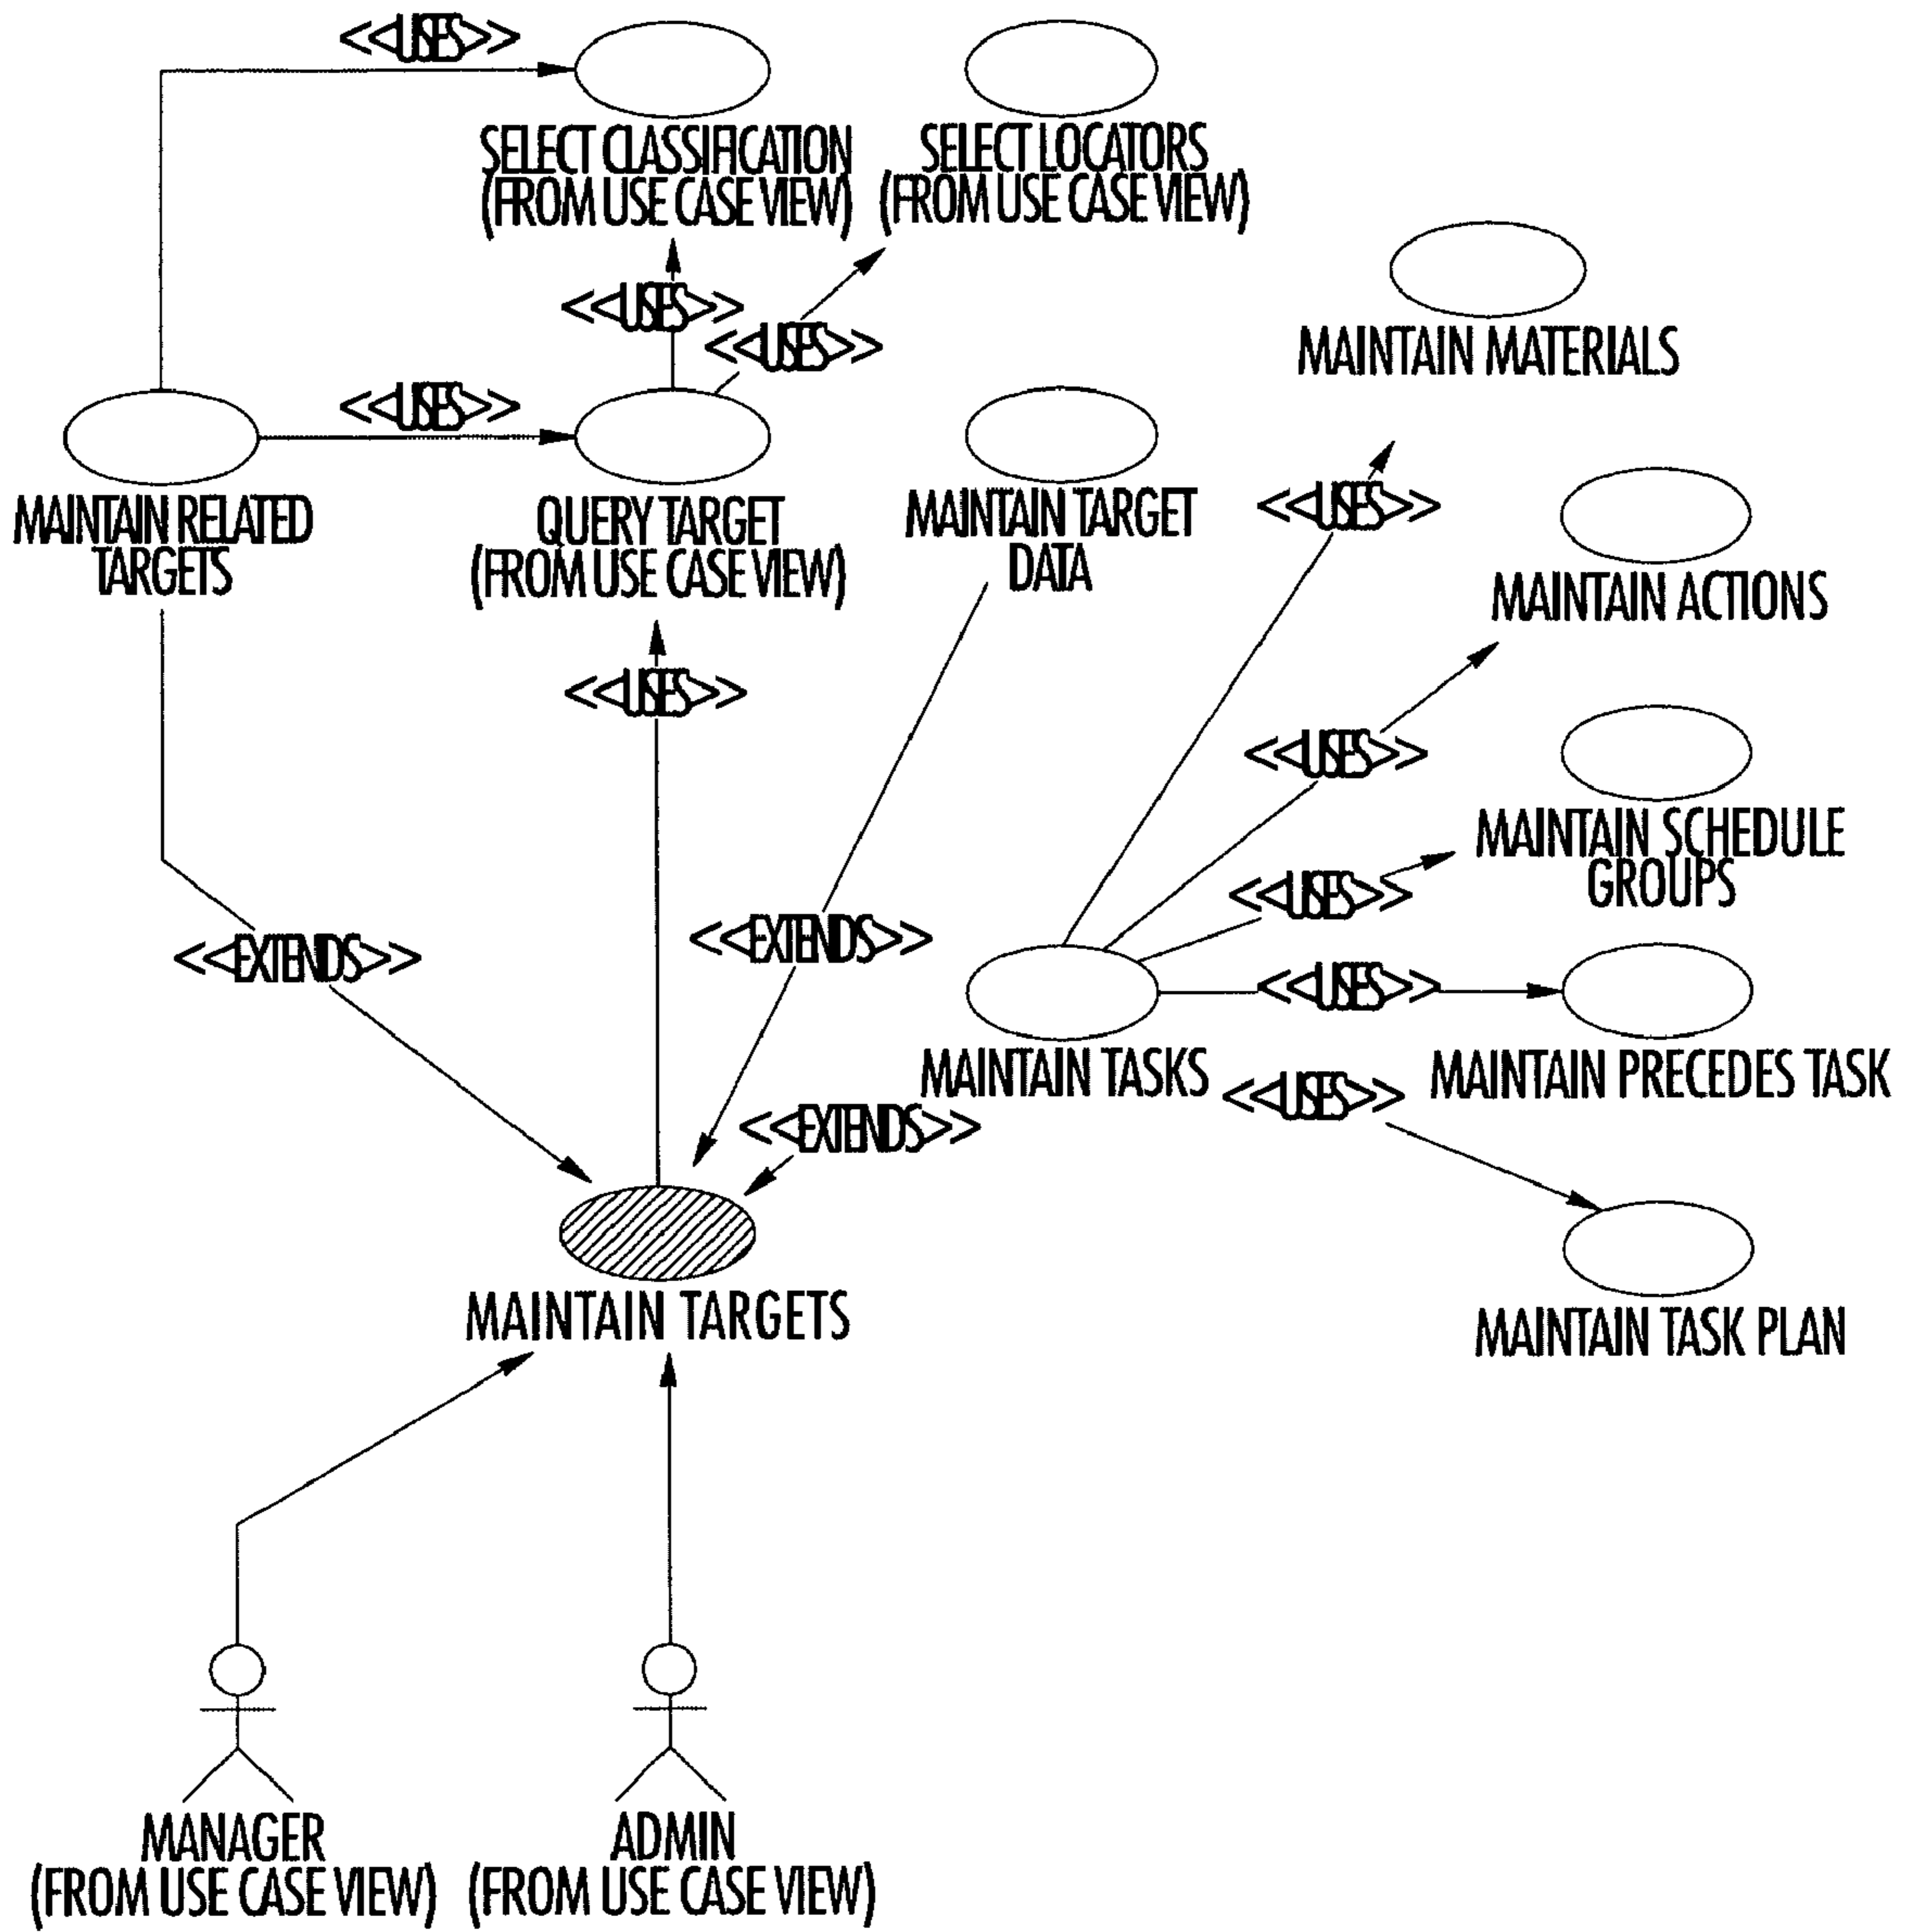 <<USES>>
SELECT CLASSIFICATION
(FROM USE CASE VIEW)
SELECT LOCATORS
(FROM USE CASE VIEW)
<<USES>>
<<USES>>
MAINTAIN MATERIALS
<<USES>>
MAINTAIN RELATED
TARGETS
QUERY TARGET
(FROM USE CASE VIEW)
MAINTAIN TARGET
DATA
<<USES>>
MAINTAIN ACTIONS
<<USES>>
<<USES>>
MAINTAIN SCHEDULE
GROUPS
<<USES>>
<<EXTENDS>>
<<EXTENDS>>
<<USES>>
MAINTAIN TASKS
MAINTAIN PRECEDES TASK
<<USES>>
<<EXTENDS>>
MAINTAIN TARGETS
MAINTAIN TASK PLAN
MANAGER
(FROM USE CASE VIEW)
ADMIN
(FROM USE CASE VIEW)